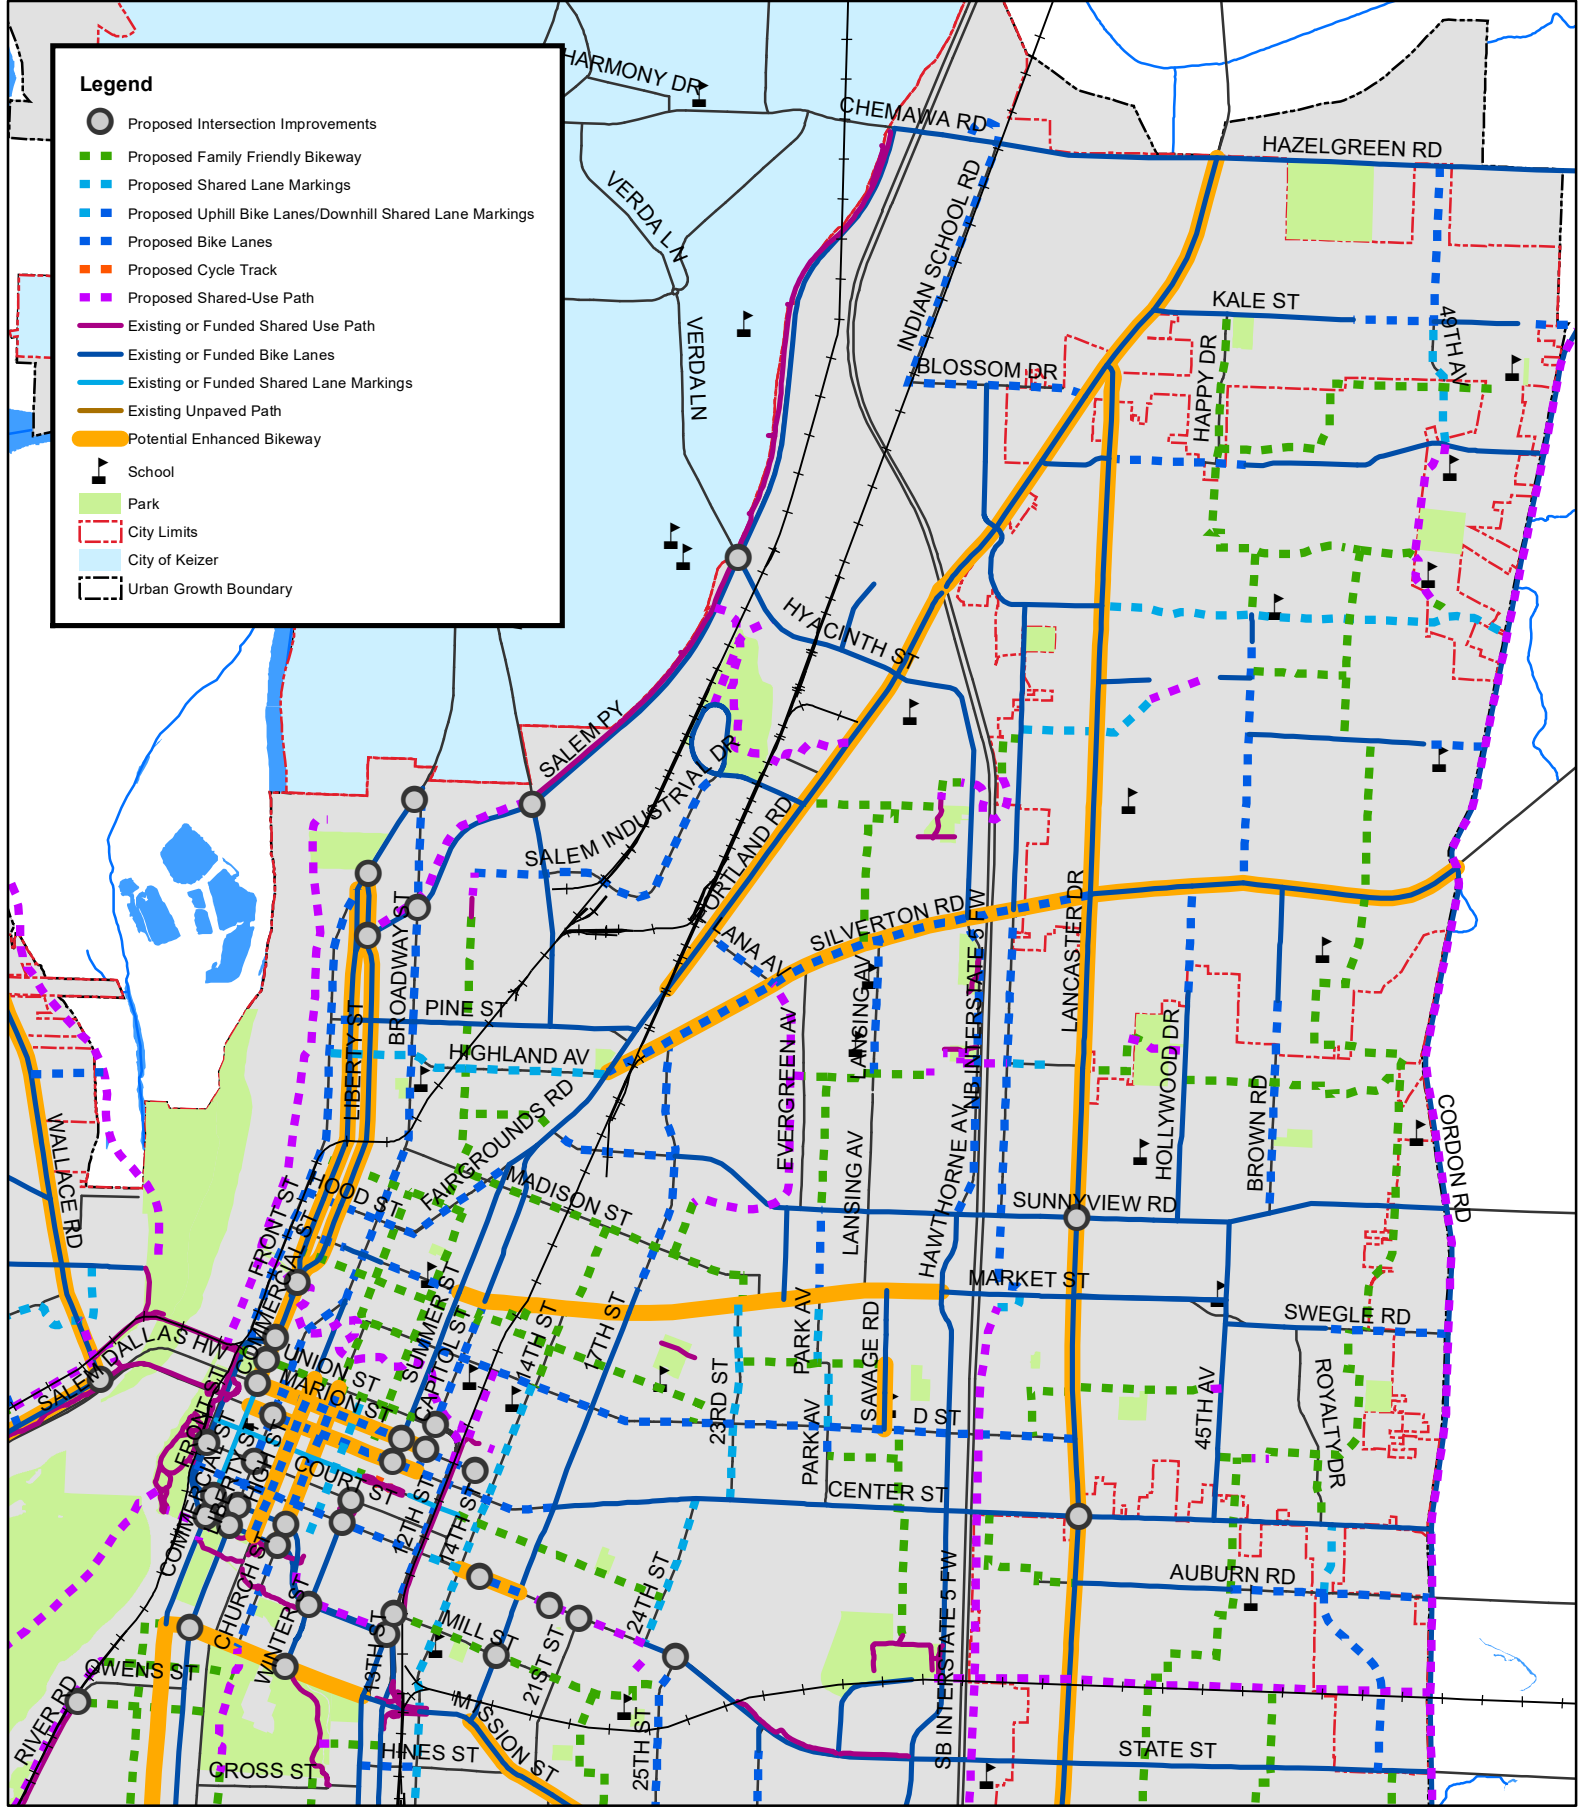 Legend
Proposed Intersection Improvements
Proposed Family Friendly Bikeway
Proposed Shared Lane Markings
Proposed Uphill Bike Lanes/Downhill Shared Lane Markings
Proposed Bike Lanes
Proposed Cycle Track
Proposed Shared-Use Path
Existing or Funded Shared Use Path
Existing or Funded Bike Lanes
Existing or Funded Shared Lane Markings
Existing Unpaved Path
Potential Enhanced Bikeway
School
Park
City Limits
City of Keizer
Urban Growth Boundary
HARMONY DR
CHEMAWA RD
HAZELGREEN RD
VERDA LN
INDIAN SCHOOL RD
KALE ST
49TH AV
VERDA LN
HAPPY DR
BLOSSOM DR
HYACINTH ST
SALEM PY
SALEM INDUSTRIAL DR
PORTLAND RD
LANA AV
SILVERTON RD
LANCASTER DR
BROADWAY ST
LIBERTY ST
PINE ST
HIGHLAND AV
LANSING AV
NB INTERSTATE 5 FW
EVERGREEN AV
HOLLYWOOD DR
BROWN RD
CORDON RD
WALLACE RD
FAIRGROUNDS RD
HOOD ST
MADISON ST
LANSING AV
HAWTHORNE AV
SUNNYVIEW RD
FRONT ST
COMMERCIAL ST
MARKET ST
SWEGLE RD
SUMMER ST
CAPITOL ST
14TH ST
17TH ST
PARK AV
SAVAGE RD
SALEM DALLAS HW
UNION ST
MARION ST
23RD ST
D ST
PARK AV
45TH AV
ROYALTY DR
FRONT ST
COMMERCIAL ST
LIBERTY ST
HIGH ST
COURT ST
CENTER ST
12TH ST
14TH ST
AUBURN RD
CHURCH ST
WINTER ST
MILL ST
24TH ST
21ST ST
13TH ST
OWENS ST
RIVER RD
MISSION ST
25TH ST
SB INTERSTATE 5 FW
HINES ST
CROSS ST
STATE ST